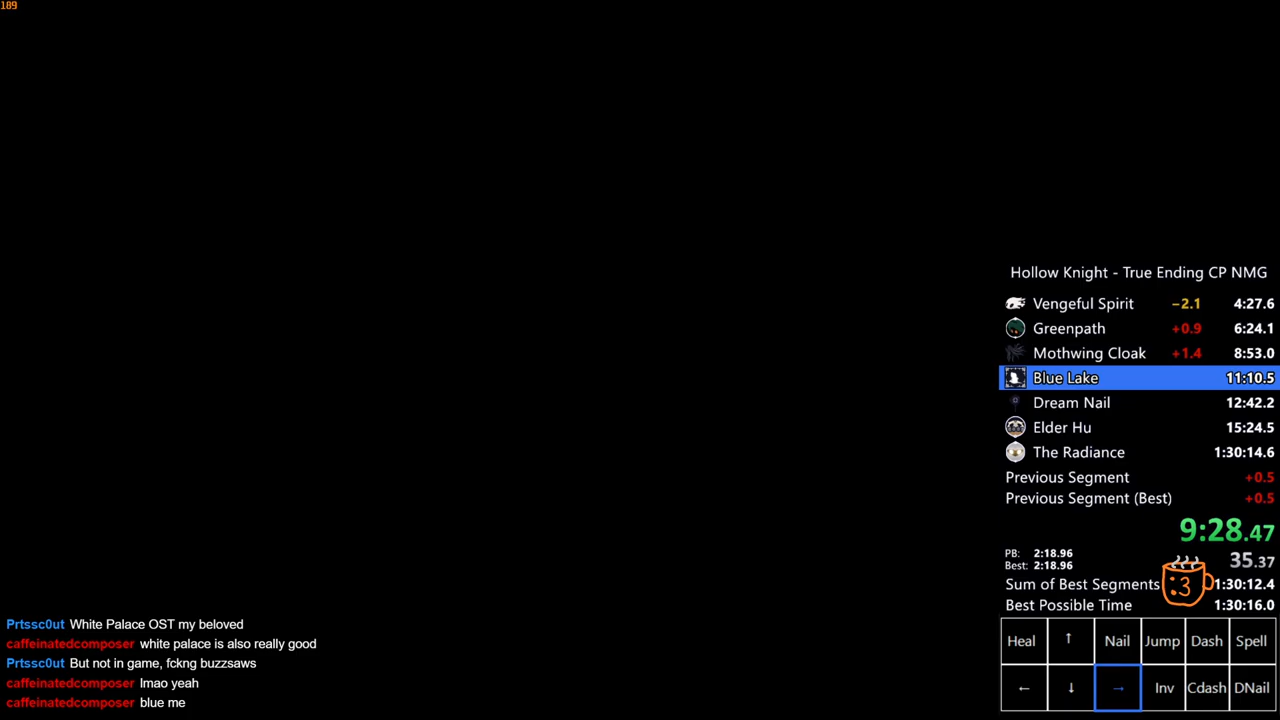 189
Hollow Knight - True Ending CP NMG
Vengeful Spirit −2.1 4:27.6
Greenpath +0.9 6:24.1
Mothwing Cloak +1.4 8:53.0
Blue Lake 11:10.5
Dream Nail 12:42.2
Elder Hu 15:24.5
The Radiance 1:30:14.6
Previous Segment +0.5
Previous Segment (Best) +0.5
9:28.47
PB: 2:18.96
Best: 2:18.96
35.37
Sum of Best Segments 1:30:12.4
Best Possible Time 1:30:16.0
Heal ↑ Nail Jump Dash Spell
← ↓ → Inv Cdash DNail
Prtssc0ut White Palace OST my beloved
caffeinatedcomposer white palace is also really good
Prtssc0ut But not in game, fckng buzzsaws
caffeinatedcomposer lmao yeah
caffeinatedcomposer blue me